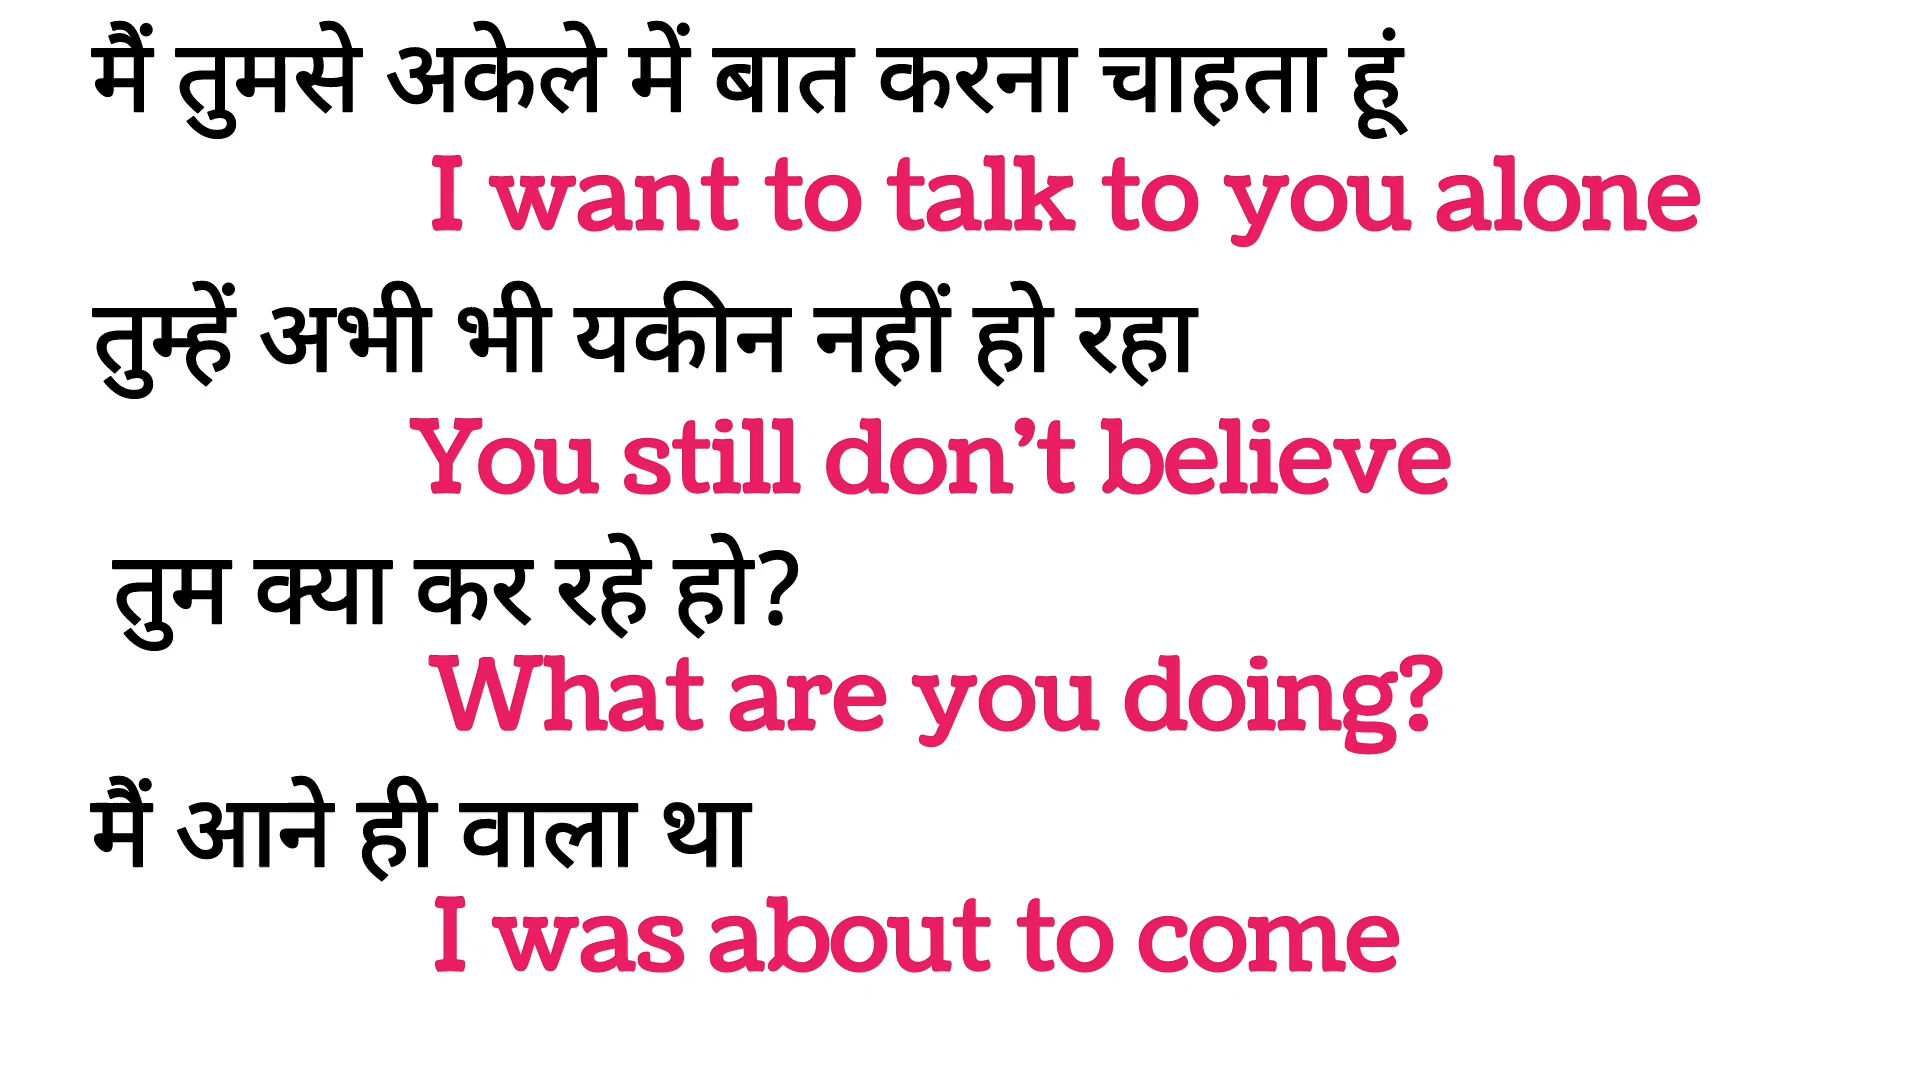 मैं तुमसे अकेले में बात करना चाहता हूं
I want to talk to you alone
तुम्हें अभी भी यकीन नहीं हो रहा
You still don’t believe
तुम क्या कर रहे हो?
What are you doing?
मैं आने ही वाला था
I was about to come